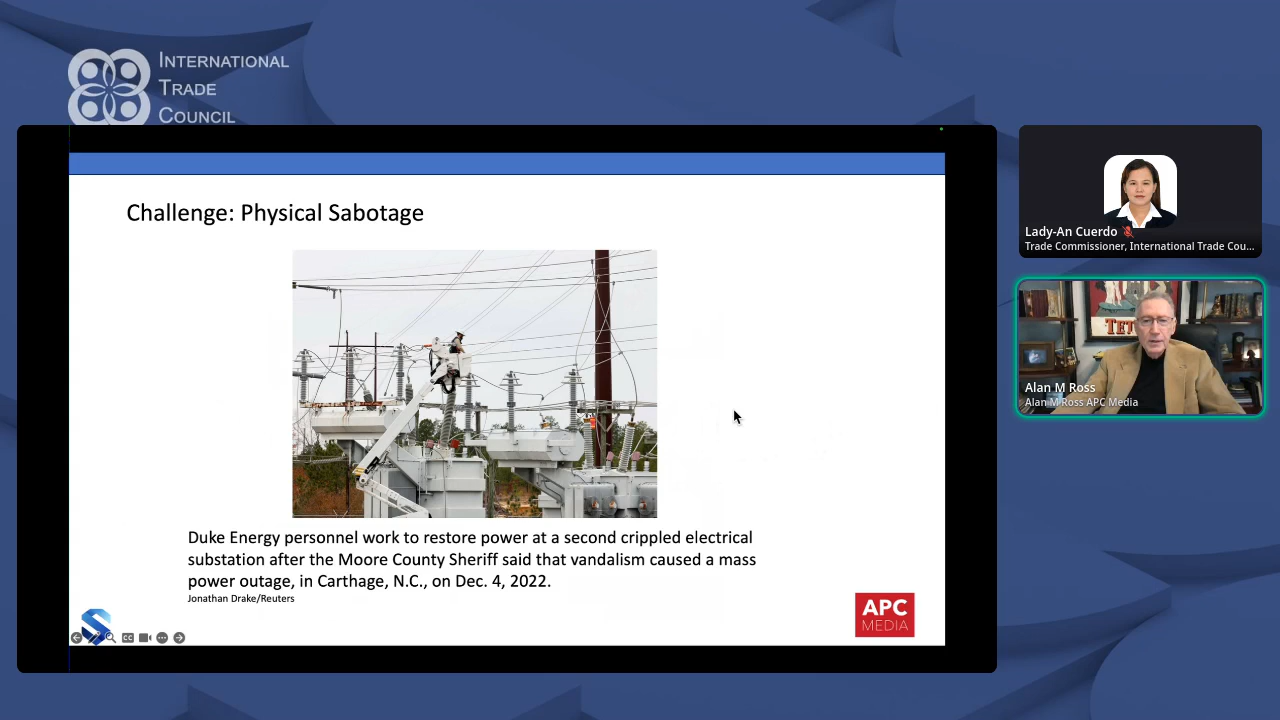 INTERNATIONAL
TRADE
COUNCIL
Challenge: Physical Sabotage
Duke Energy personnel work to restore power at a second crippled electrical
substation after the Moore County Sheriff said that vandalism caused a mass
power outage, in Carthage, N.C., on Dec. 4, 2022.
Jonathan Drake/Reuters
CC
APC
MEDIA
Lady-An Cuerdo
Trade Commissioner, International Trade Cou...
TET
Alan M Ross
Alan M Ross APC Media